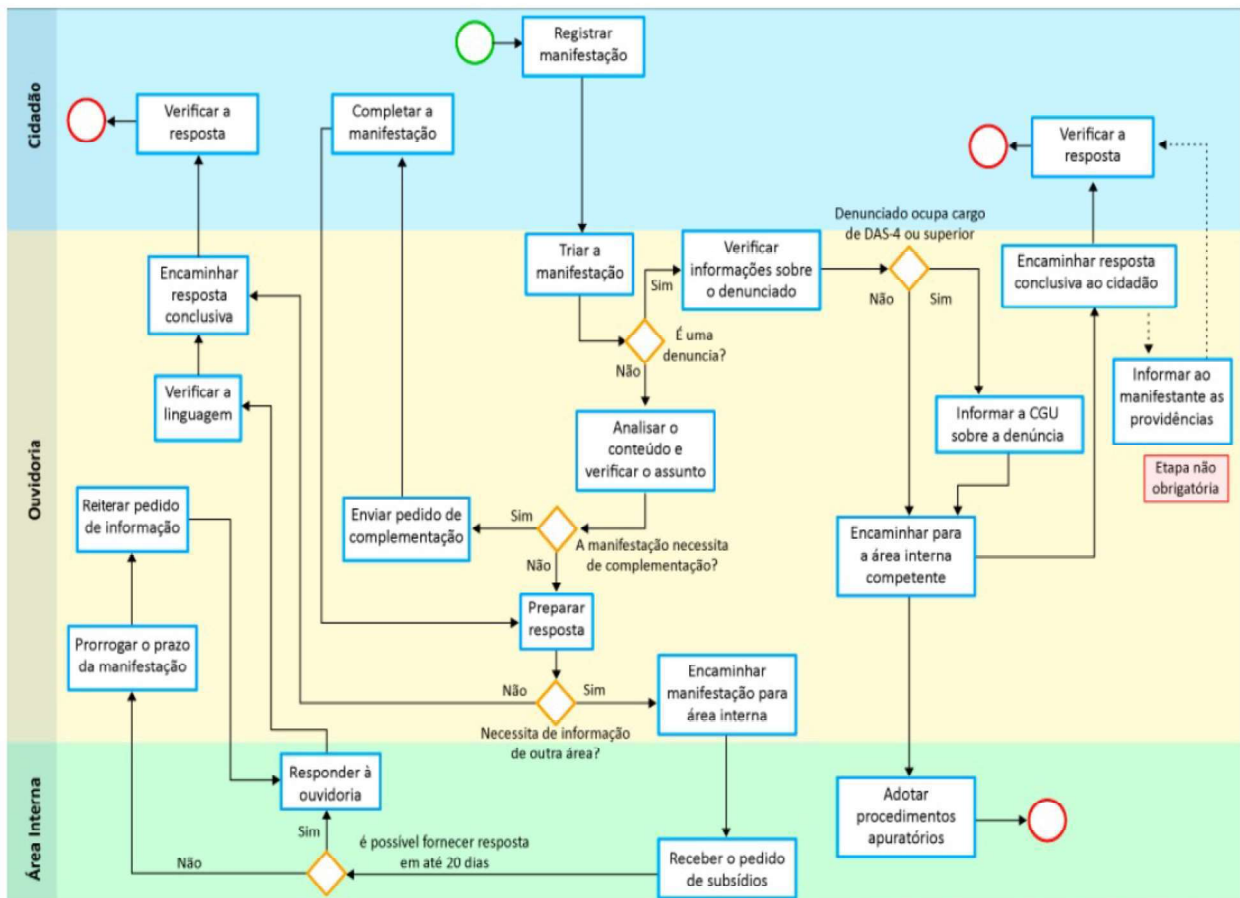 Cidadão
Registrar
manifestação
Verificar a
resposta
Completar a
manifestação
Verificar a
resposta
Ouvidoria
Denunciado ocupa cargo
de DAS-4 ou superior
Triar a
manifestação
Verificar
informações sobre
o denunciado
Encaminhar
resposta
conclusiva
Encaminhar resposta
conclusiva ao cidadão
Sim
Não
Sim
É uma
denuncia?
Não
Verificar a
linguagem
Informar ao
manifestante as
providências
Analisar o
conteúdo e
verificar o assunto
Informar a CGU
sobre a denúncia
Etapa não
obrigatória
Reiterar pedido
de informação
Enviar pedido de
complementação
Sim
A manifestação necessita
de complementação?
Não
Encaminhar para
a área interna
competente
Preparar
resposta
Prorrogar o prazo
da manifestação
Não
Sim
Necessita de informação
de outra área?
Encaminhar
manifestação para
área interna
Área Interna
Responder à
ouvidoria
Adotar
procedimentos
apuratórios
Sim
Não
é possível fornecer resposta
em até 20 dias
Receber o pedido
de subsídios